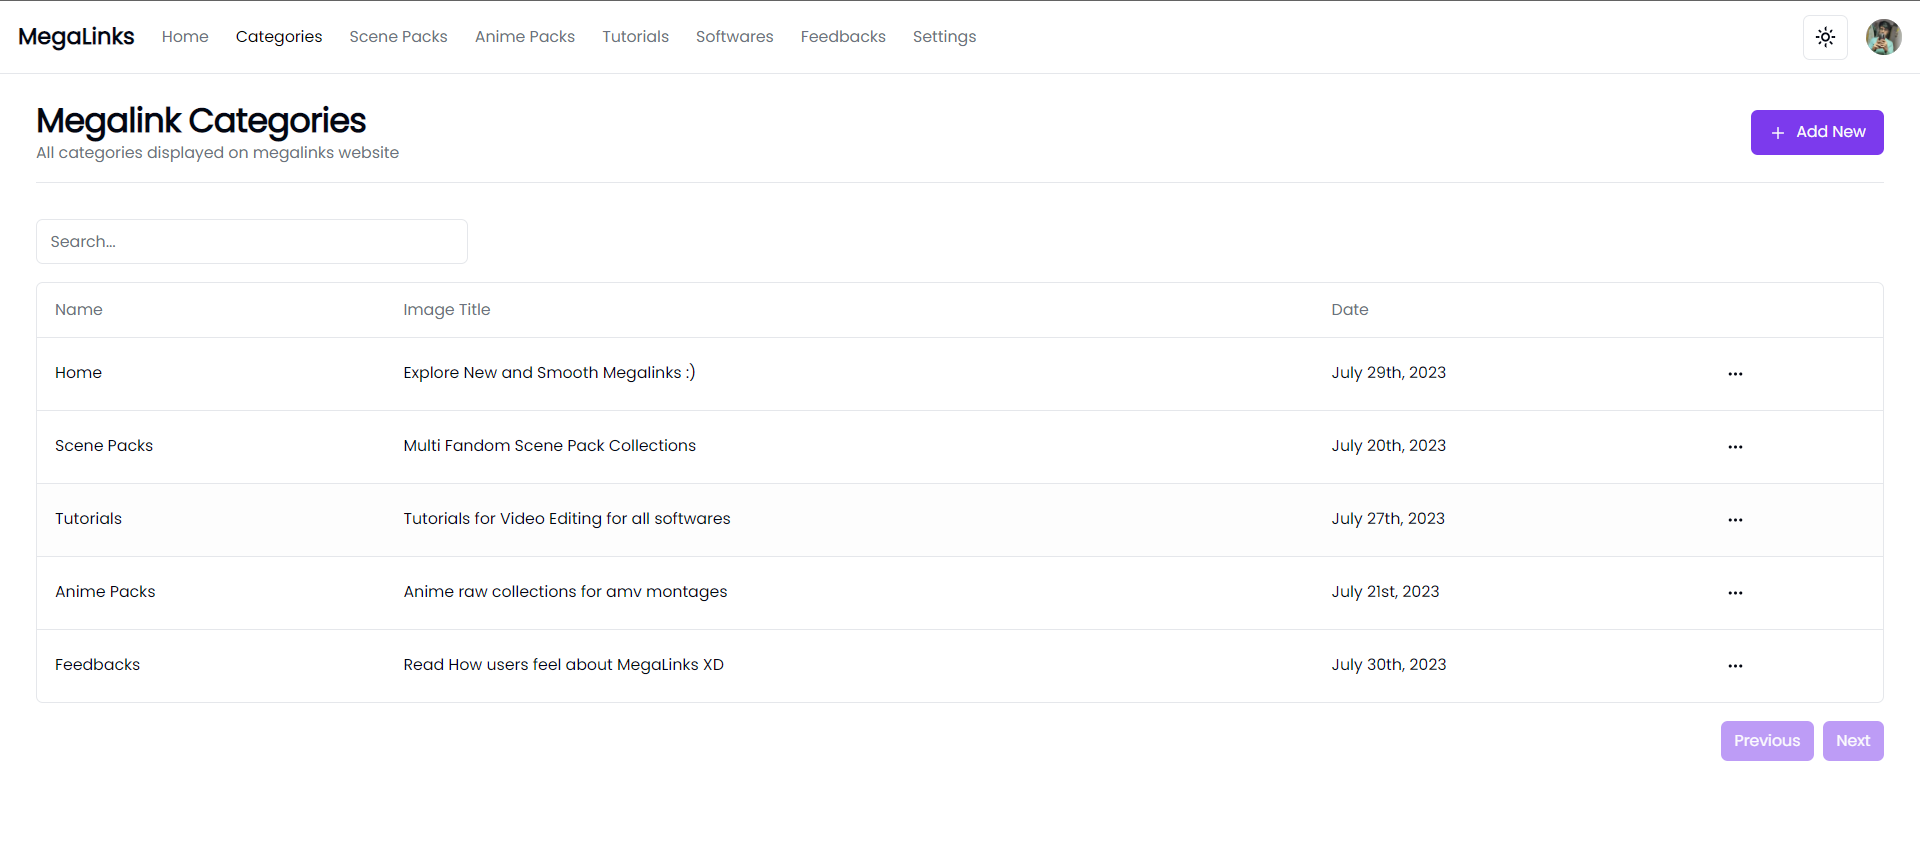 MegaLinks Home Categories Scene Packs Anime Packs Tutorials Softwares Feedbacks Settings
Megalink Categories
All categories displayed on megalinks website
Add New
Search...
Name Image Title Date
Home Explore New and Smooth Megalinks :) July 29th, 2023
Scene Packs Multi Fandom Scene Pack Collections July 20th, 2023
Tutorials Tutorials for Video Editing for all softwares July 27th, 2023
Anime Packs Anime raw collections for amv montages July 21st, 2023
Feedbacks Read How users feel about MegaLinks XD July 30th, 2023
Previous Next